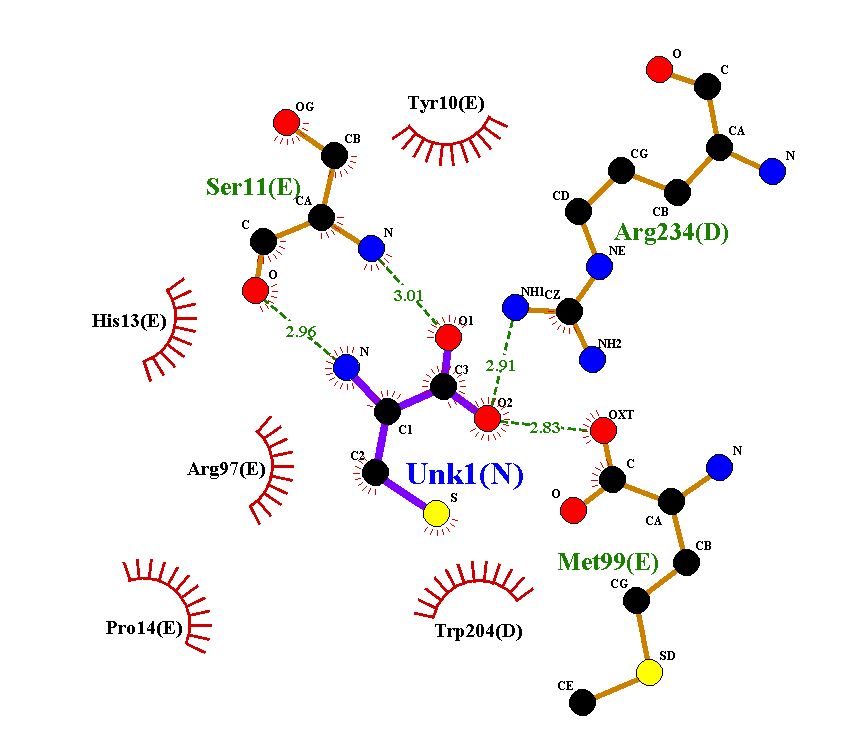 O
C
OG
Tyr10(E)
CB
CA
N
CG
Ser11(E)
CA
CD
CB
C
N
Arg234(D)
NE
O
3.01
NH1
CZ
His13(E)
2.96
O1
NH2
N
2.91
C3
O2
OXT
C1
2.83
C2
N
Arg97(E)
Unk1(N)
C
S
O
CA
CB
Met99(E)
CG
Pro14(E)
Trp204(D)
SD
CE